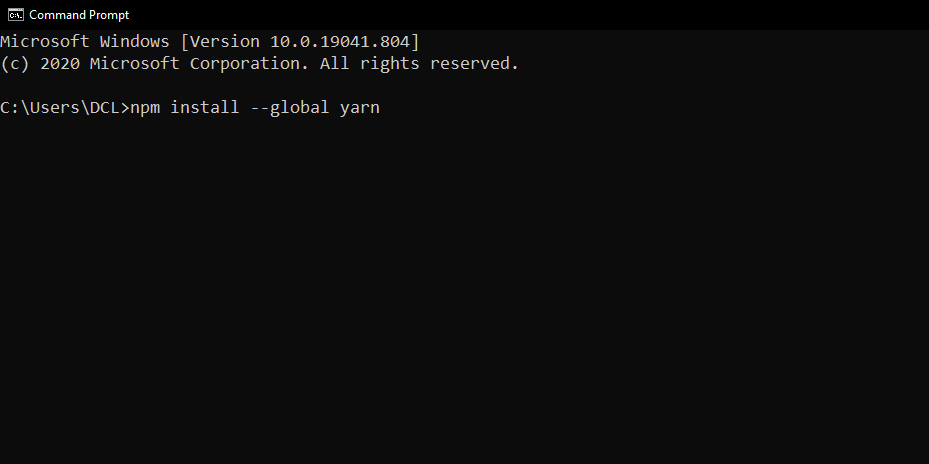 Command Prompt
Microsoft Windows [Version 10.0.19041.804]
(c) 2020 Microsoft Corporation. All rights reserved.
C:\Users\DCL>npm install --global yarn